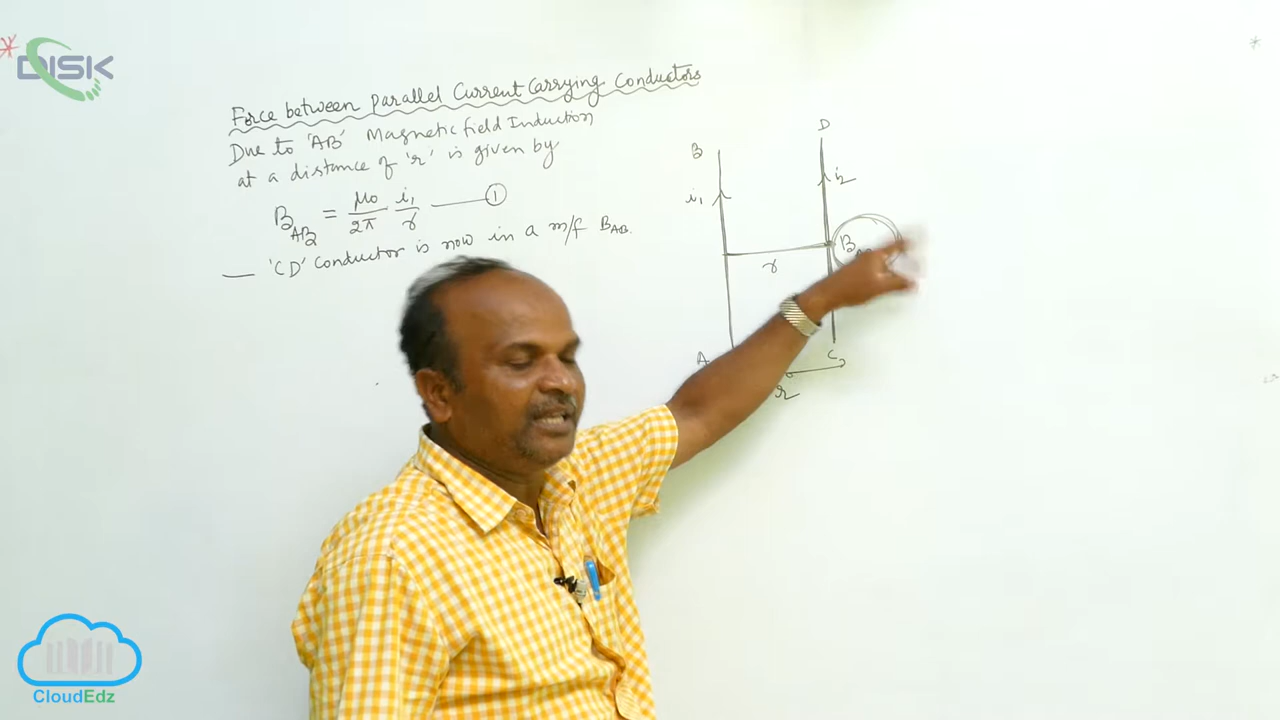 DISK
Force between Parallel Current Carrying Conductors
Due to 'AB' Magnetic field Induction
at a distance of 'r' is given by
B_AB = μ0/2π i1/r —— ①
— 'CD' Conductor is now in a m/f B_AB.
D
B
i1
i2
B
r
A
C
r
CloudEdz